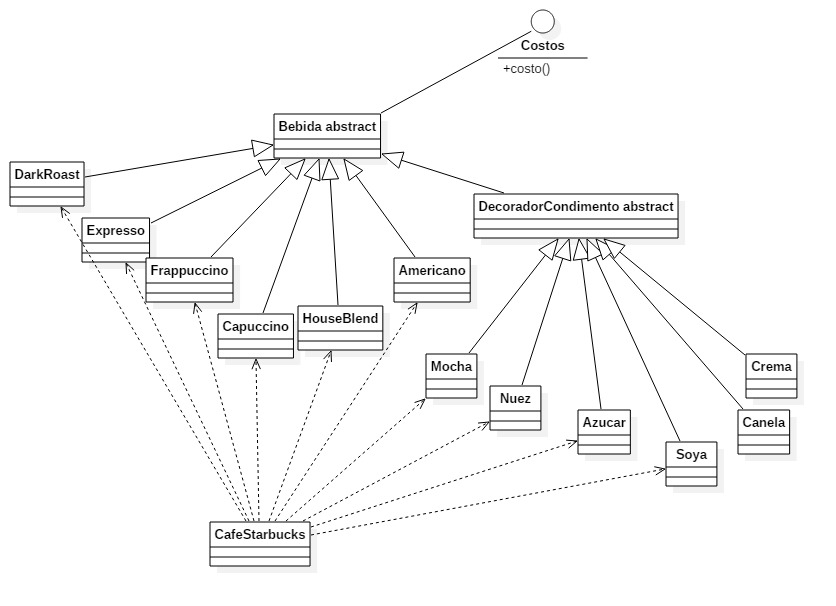 Costos
+costo()
Bebida abstract
DarkRoast
DecoradorCondimento abstract
Expresso
Frappuccino
Americano
Capuccino
HouseBlend
Mocha
Crema
Nuez
Azucar
Canela
Soya
CafeStarbucks